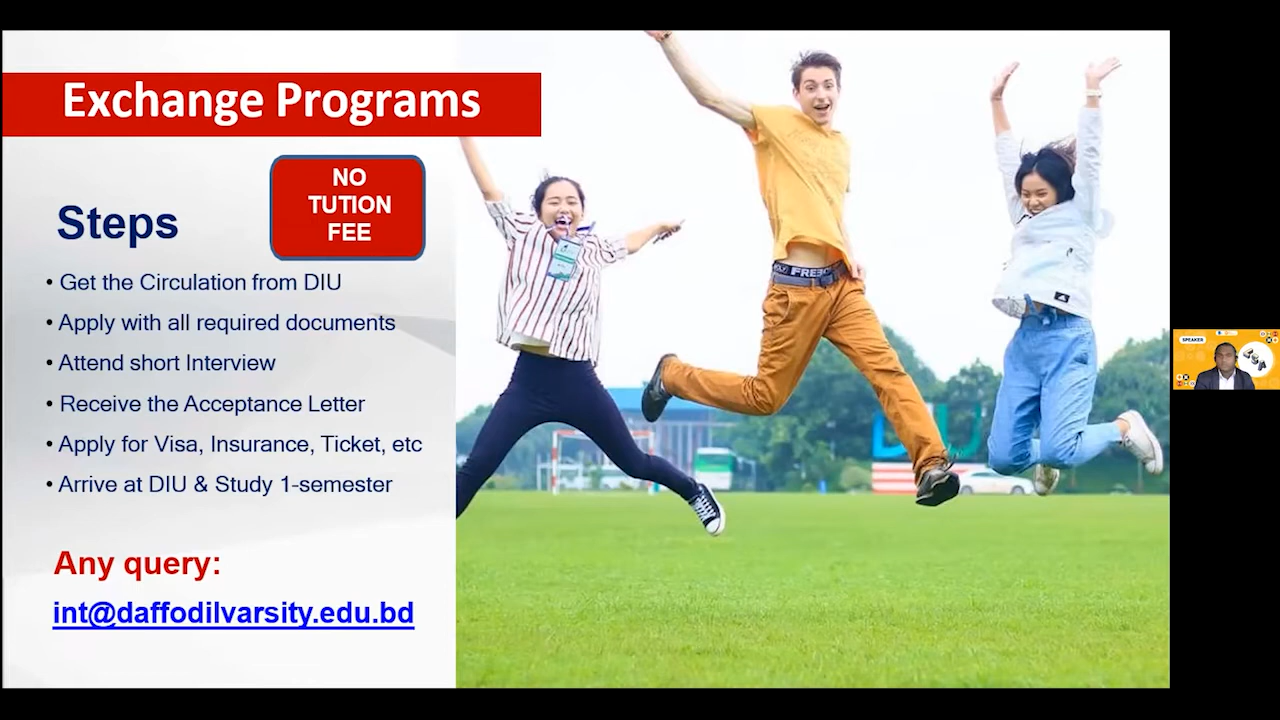 Exchange Programs
NO
TUTION
FEE
Steps
• Get the Circulation from DIU
• Apply with all required documents
• Attend short Interview
• Receive the Acceptance Letter
• Apply for Visa, Insurance, Ticket, etc
• Arrive at DIU & Study 1-semester
Any query:
int@daffodilvarsity.edu.bd
DIU
SPEAKER